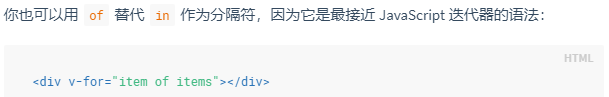 你也可以用 of 替代 in 作为分隔符，因为它是最接近 JavaScript 迭代器的语法：
HTML
<div v-for="item of items"></div>